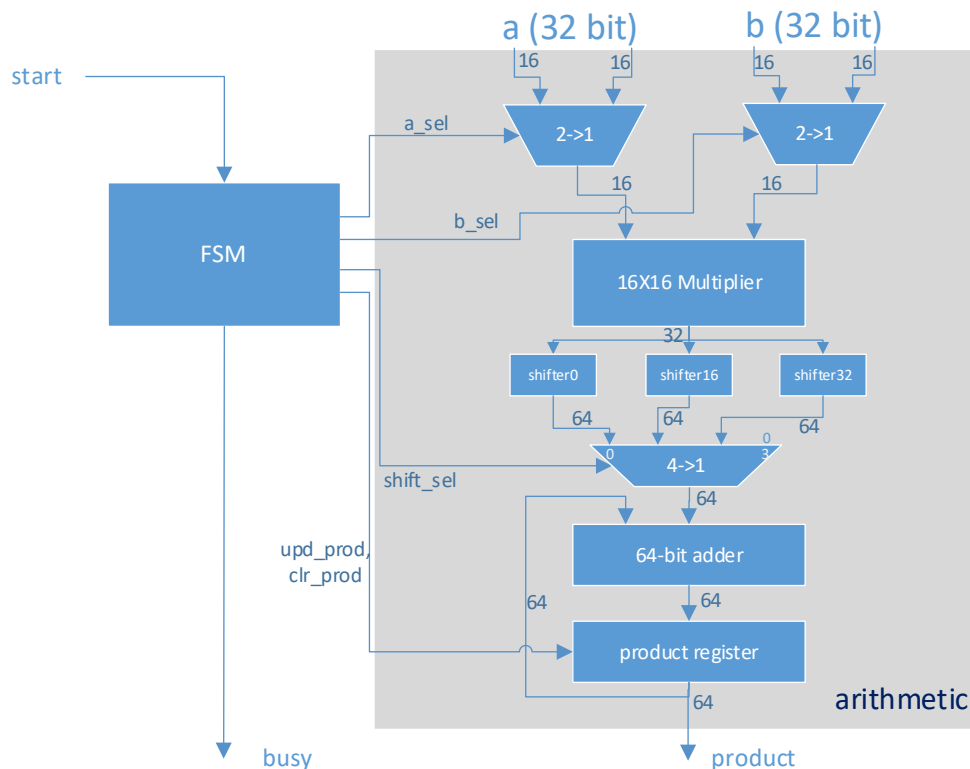 a (32 bit)
b (32 bit)
16
16
16
16
start
a_sel
2->1
2->1
16
16
b_sel
FSM
16X16 Multiplier
32
shifter0
shifter16
shifter32
64
64
64
0
0
4->1
3
shift_sel
64
upd_prod,
clr_prod
64-bit adder
64
64
product register
64
arithmetic
busy
product